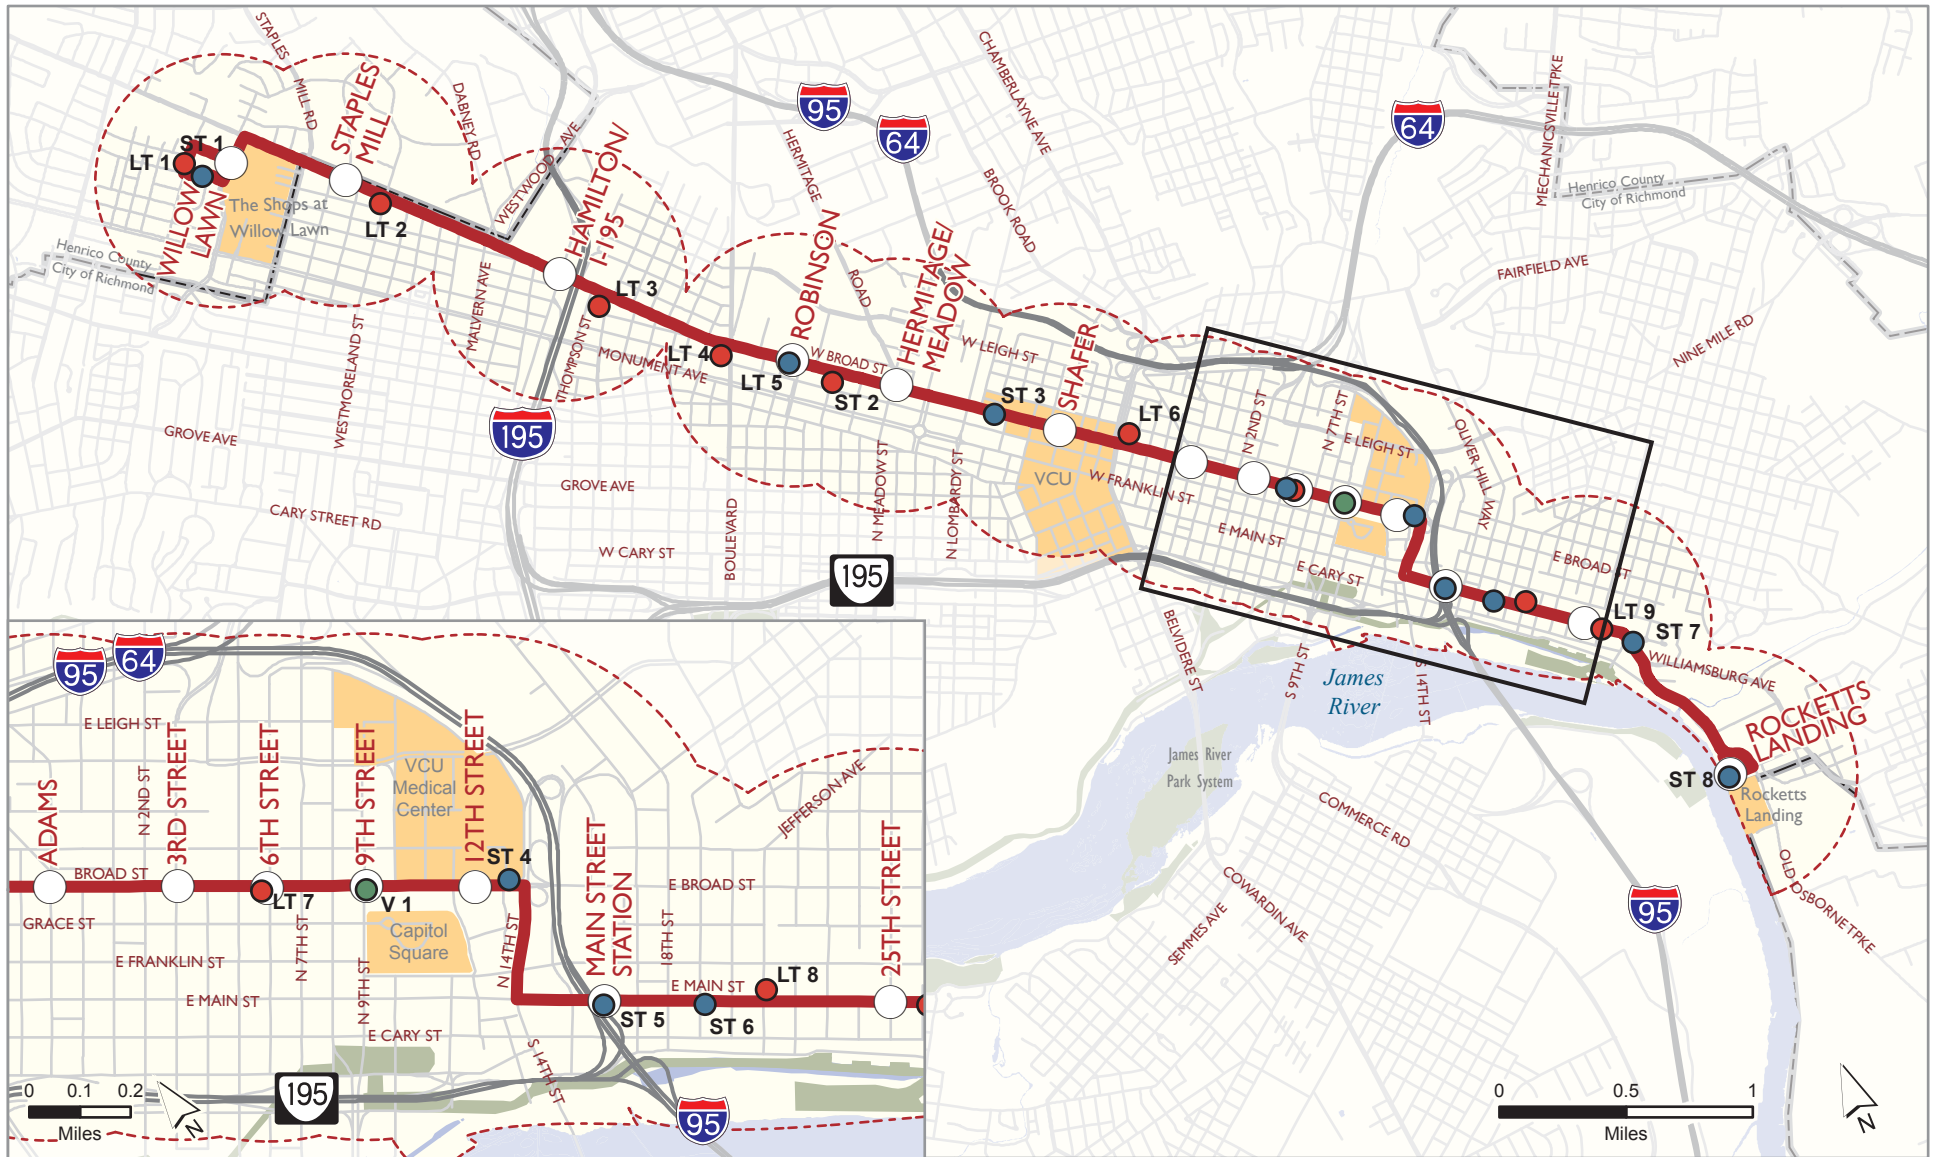 STAPLES
MILL RD
STAPLES
MILL
DABNEY RD
WESTWOOD AVE
HAMILTON/
I-195
95
64
HERMITAGE
ROAD
CHAMBERLAYNE AVE
BROOK ROAD
64
MECHANICSVILLE TPKE
Henrico County
City of Richmond
FAIRFIELD AVE
NINE MILE RD
LT 1
ST 1
WILLOW
LAWN
The Shops at
Willow Lawn
LT 2
Henrico County
City of Richmond
WESTMORELAND ST
MALVERN AVE
THOMPSON ST
LT 3
MONUMENT AVE
LT 4
LT 5
ROBINSON
W BROAD ST
ST 2
HERMITAGE/
MEADOW
W LEIGH ST
ST 3
SHAFER
LT 6
VCU
W FRANKLIN ST
N 2ND ST
N 7TH ST
E LEIGH ST
OLIVER HILL WAY
E MAIN ST
E CARY ST
E BROAD ST
LT 9
ST 7
WILLIAMSBURG AVE
ROCKETTS
LANDING
ST 8
Rocketts
Landing
OLD OSBORNE TPKE
GROVE AVE
CARY STREET RD
195
GROVE AVE
W CARY ST
BOULEVARD
N MEADOW ST
N LOMBARDY ST
195
BELVIDERE ST
S 9TH ST
S 14TH ST
James
River
James River
Park System
COMMERCE RD
COWARDIN AVE
SEMMES AVE
95
0 0.5 1
Miles
N
95
64
E LEIGH ST
ADAMS
N 2ND ST
3RD STREET
6TH STREET
9TH STREET
12TH STREET
VCU
Medical
Center
ST 4
BROAD ST
LT 7
V 1
GRACE ST
Capitol
Square
E FRANKLIN ST
N 7TH ST
N 9TH ST
N 14TH ST
E MAIN ST
E CARY ST
MAIN STREET
STATION
18TH ST
E BROAD ST
JEFFERSON AVE
25TH STREET
E MAIN ST
LT 8
ST 5
ST 6
S 14TH ST
195
95
0 0.1 0.2
Miles
N